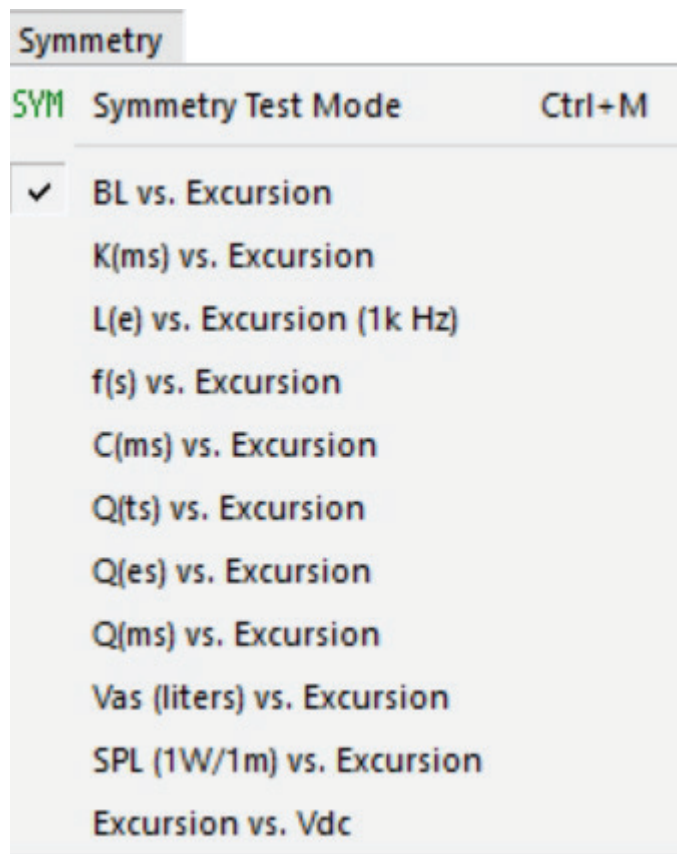 Symmetry
SYM Symmetry Test Mode Ctrl+M
BL vs. Excursion
K(ms) vs. Excursion
L(e) vs. Excursion (1k Hz)
f(s) vs. Excursion
C(ms) vs. Excursion
Q(ts) vs. Excursion
Q(es) vs. Excursion
Q(ms) vs. Excursion
Vas (liters) vs. Excursion
SPL (1W/1m) vs. Excursion
Excursion vs. Vdc